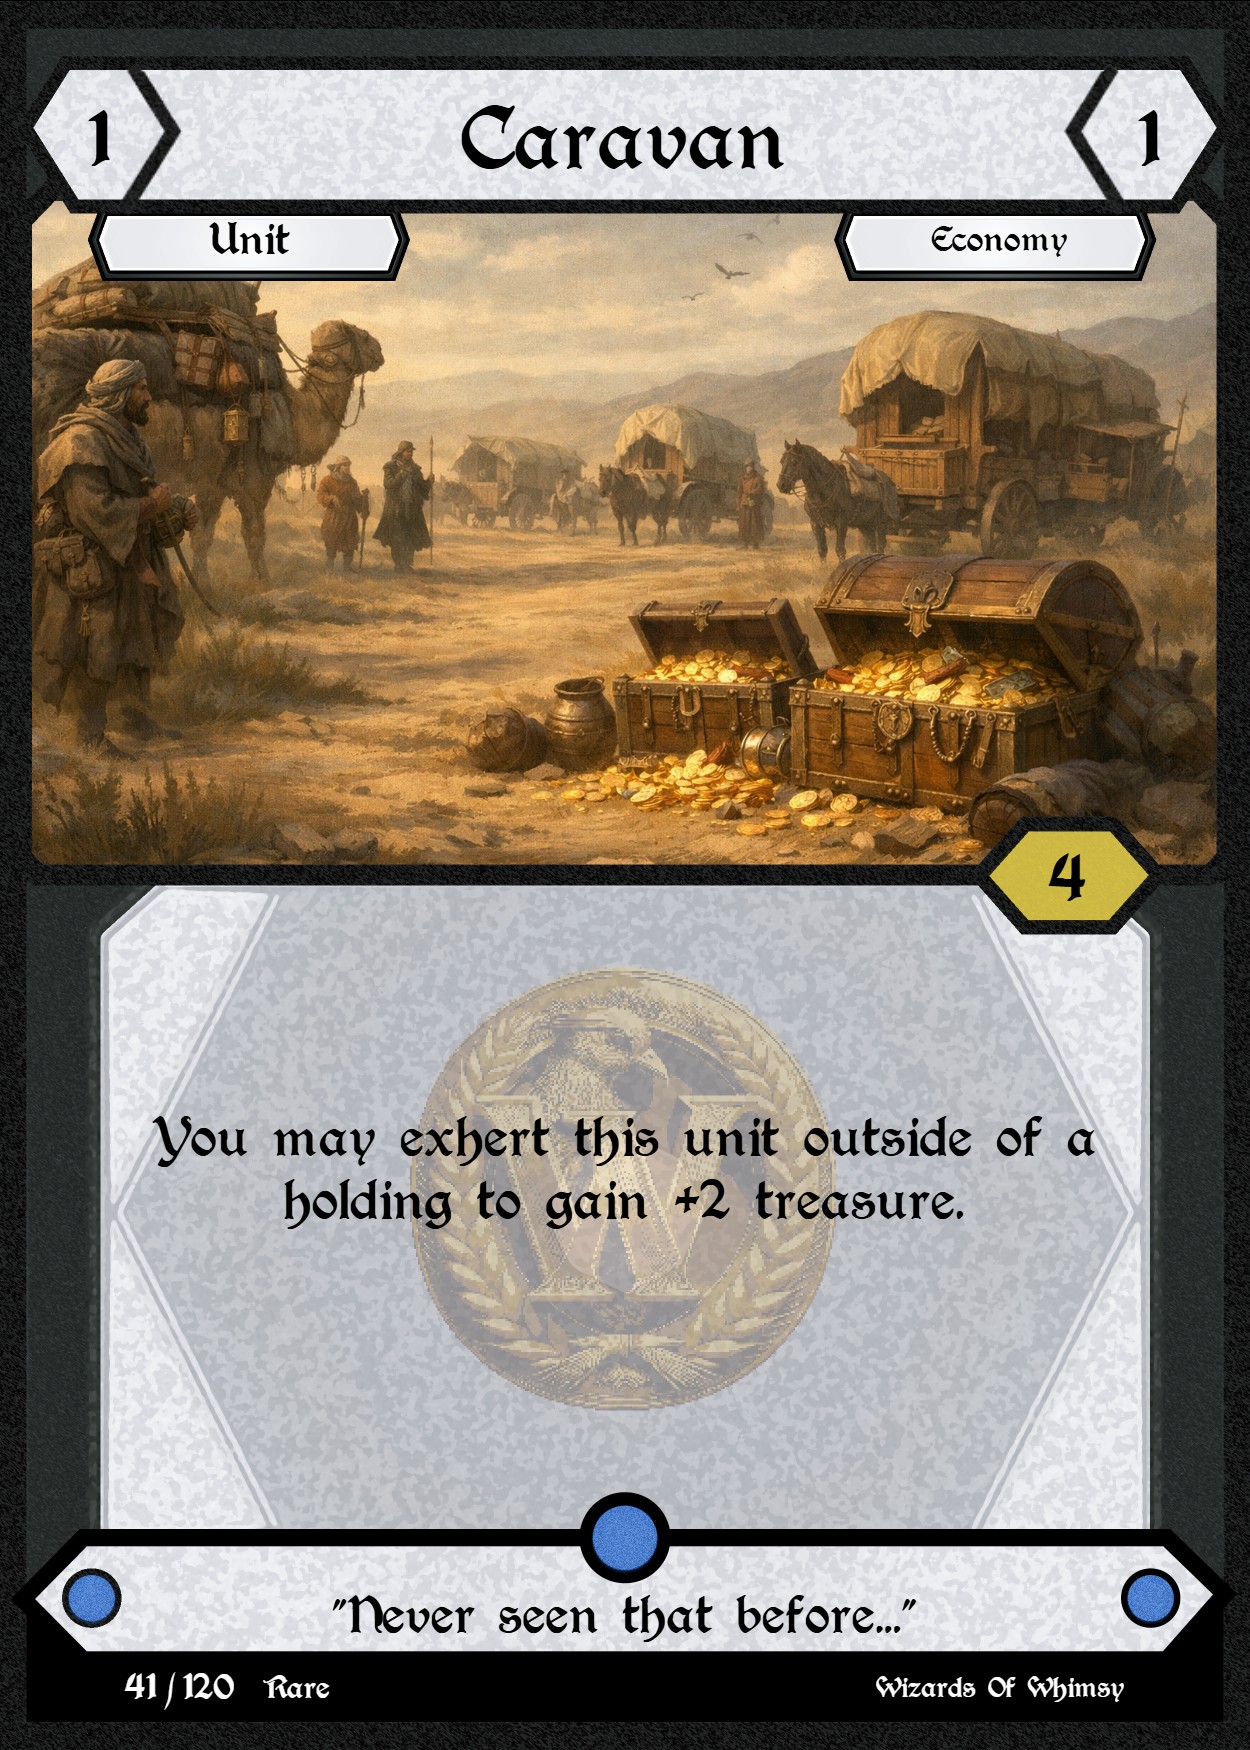 1 Caravan 1
Unit Economy
4
W
You may exhert this unit outside of a
holding to gain +2 treasure.
"Never seen that before..."
41/120 Rare Wizards Of Whimsy